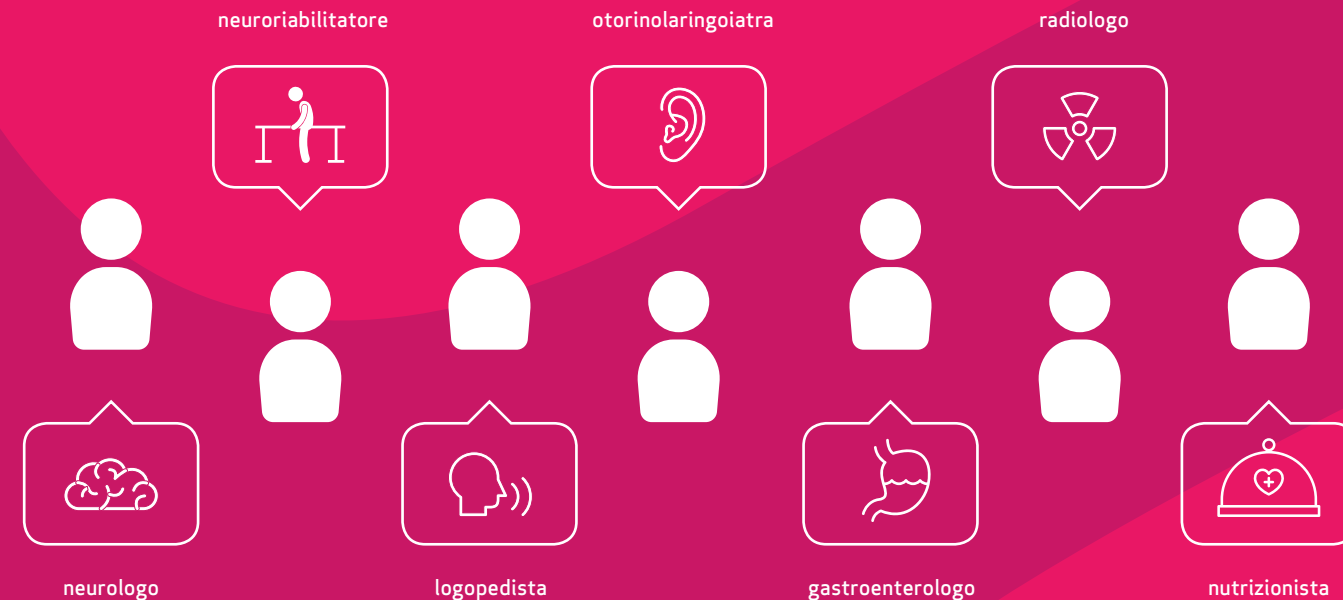 neuroriabilitatore
otorinolaringoiatra
radiologo
neurologo
logopedista
gastroenterologo
nutrizionista